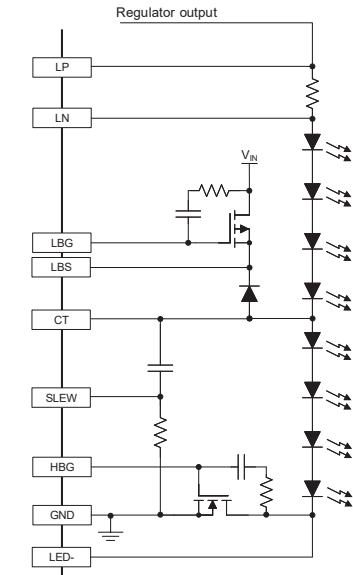 Regulator output
LP
LN
VIN
LBG
LBS
CT
SLEW
HBG
GND
LED-